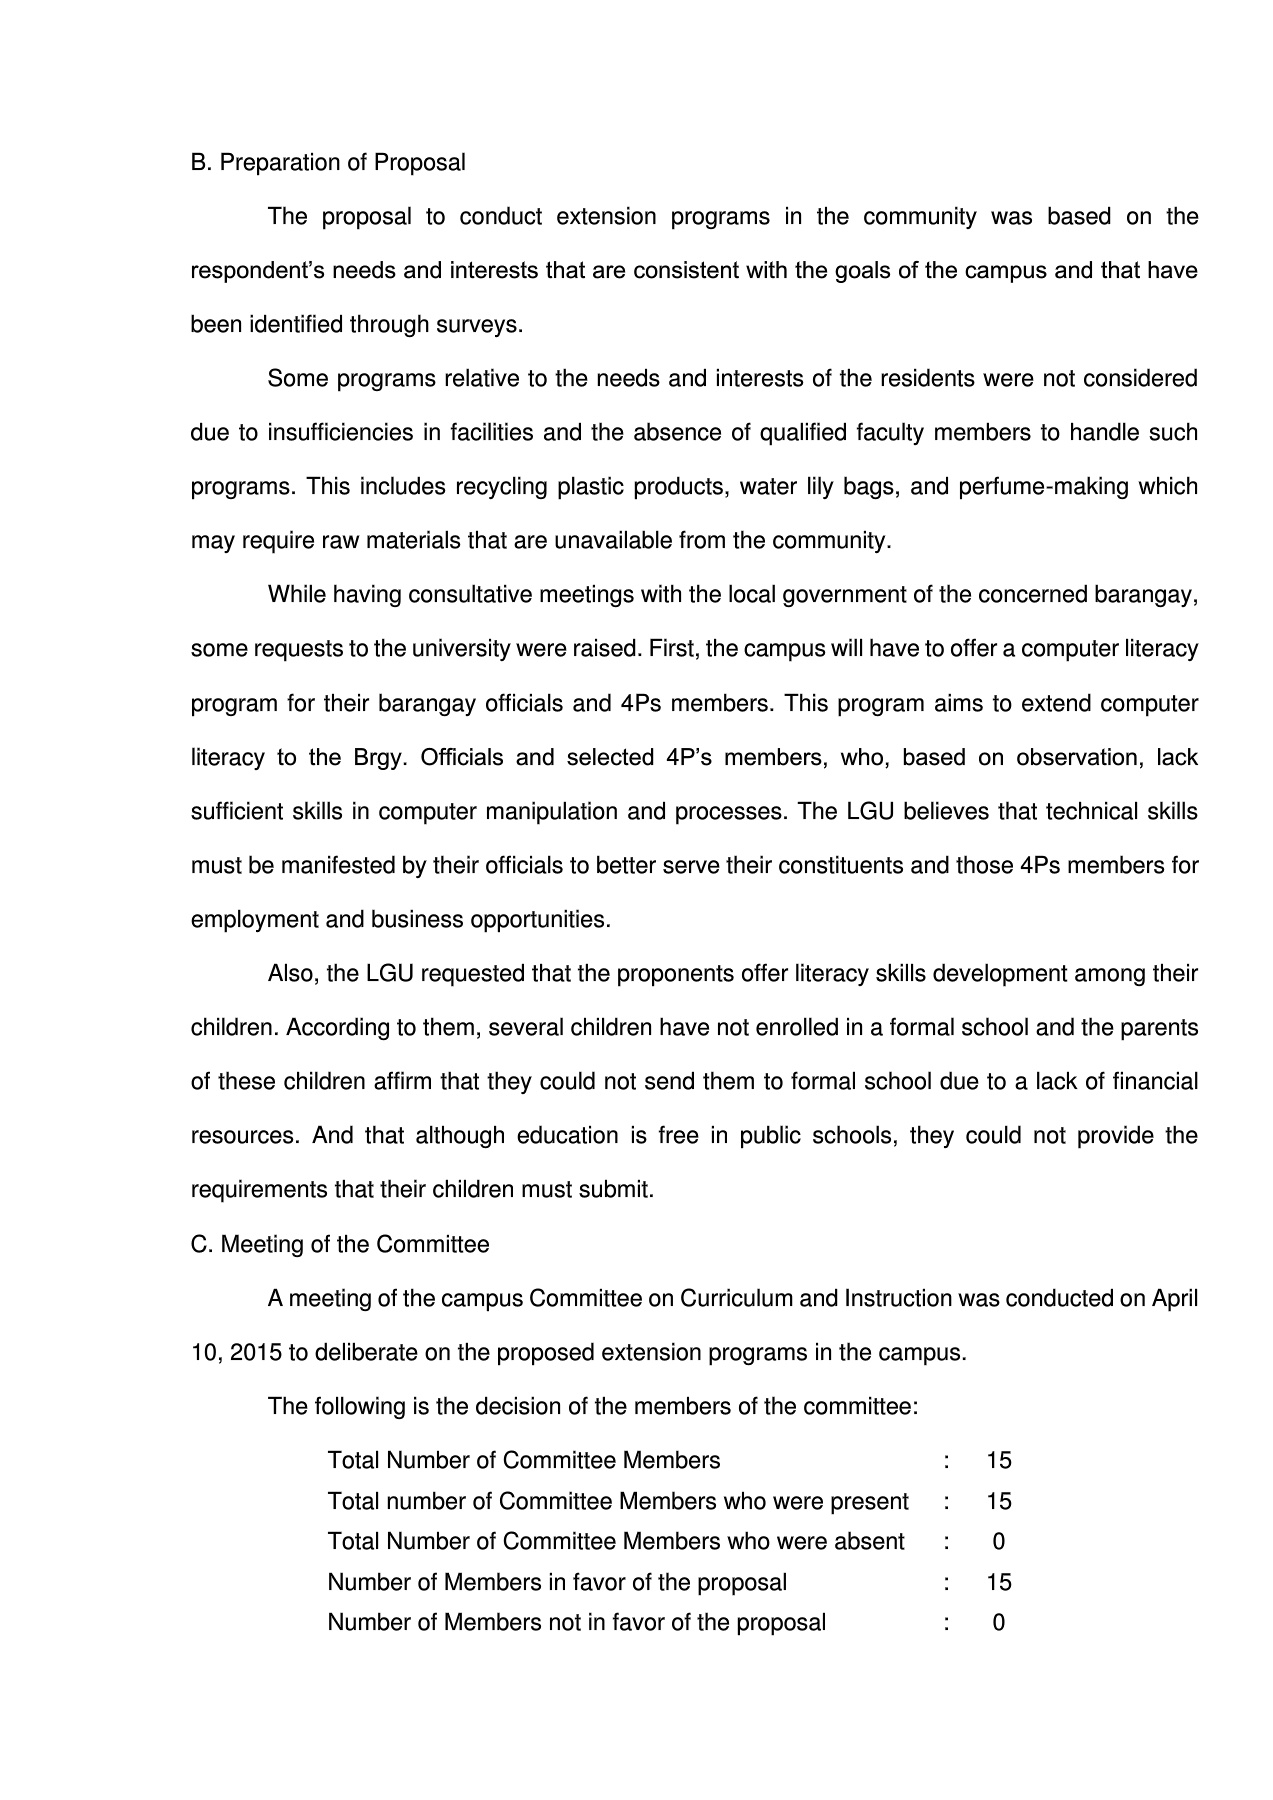 B. Preparation of Proposal
The proposal to conduct extension programs in the community was based on the
respondent’s needs and interests that are consistent with the goals of the campus and that have
been identified through surveys.
Some programs relative to the needs and interests of the residents were not considered
due to insufficiencies in facilities and the absence of qualified faculty members to handle such
programs. This includes recycling plastic products, water lily bags, and perfume-making which
may require raw materials that are unavailable from the community.
While having consultative meetings with the local government of the concerned barangay,
some requests to the university were raised. First, the campus will have to offer a computer literacy
program for their barangay officials and 4Ps members. This program aims to extend computer
literacy to the Brgy. Officials and selected 4P’s members, who, based on observation, lack
sufficient skills in computer manipulation and processes. The LGU believes that technical skills
must be manifested by their officials to better serve their constituents and those 4Ps members for
employment and business opportunities.
Also, the LGU requested that the proponents offer literacy skills development among their
children. According to them, several children have not enrolled in a formal school and the parents
of these children affirm that they could not send them to formal school due to a lack of financial
resources. And that although education is free in public schools, they could not provide the
requirements that their children must submit.
C. Meeting of the Committee
A meeting of the campus Committee on Curriculum and Instruction was conducted on April
10, 2015 to deliberate on the proposed extension programs in the campus.
The following is the decision of the members of the committee:
Total Number of Committee Members : 15
Total number of Committee Members who were present : 15
Total Number of Committee Members who were absent : 0
Number of Members in favor of the proposal : 15
Number of Members not in favor of the proposal : 0